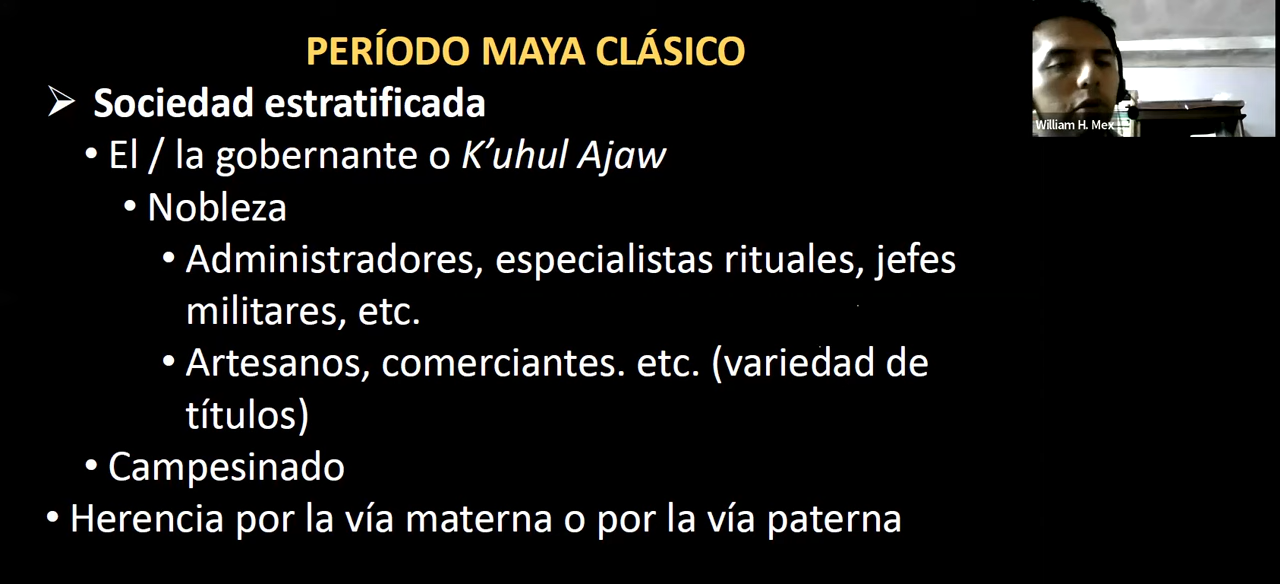 PERÍODO MAYA CLÁSICO
➢ Sociedad estratificada
• El / la gobernante o K’uhul Ajaw
• Nobleza
• Administradores, especialistas rituales, jefes
militares, etc.
• Artesanos, comerciantes. etc. (variedad de
títulos)
• Campesinado
• Herencia por la vía materna o por la vía paterna
William H. Mex